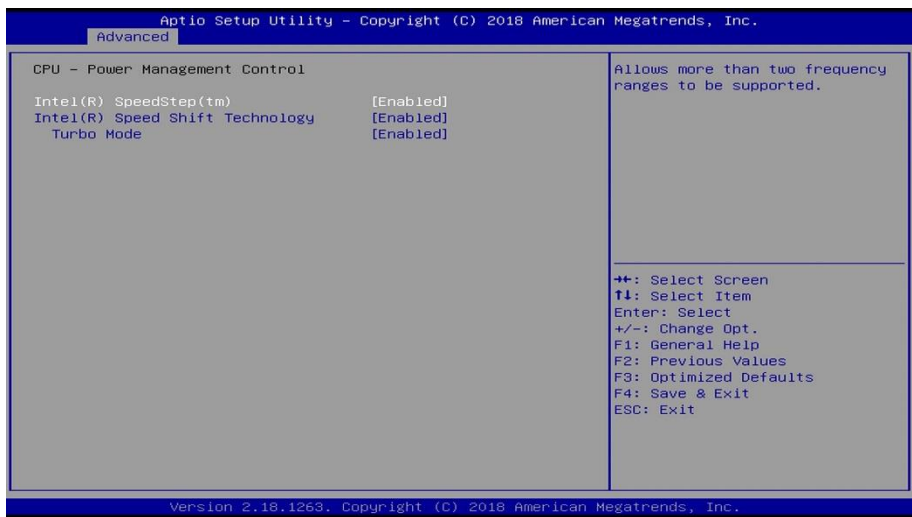 Aptio Setup Utility – Copyright (C) 2018 American Megatrends, Inc.
Advanced
CPU – Power Management Control
Intel(R) SpeedStep(tm) [Enabled]
Intel(R) Speed Shift Technology [Enabled]
Turbo Mode [Enabled]
Allows more than two frequency
ranges to be supported.
→←: Select Screen
↑↓: Select Item
Enter: Select
+/-: Change Opt.
F1: General Help
F2: Previous Values
F3: Optimized Defaults
F4: Save & Exit
ESC: Exit
Version 2.18.1263. Copyright (C) 2018 American Megatrends, Inc.